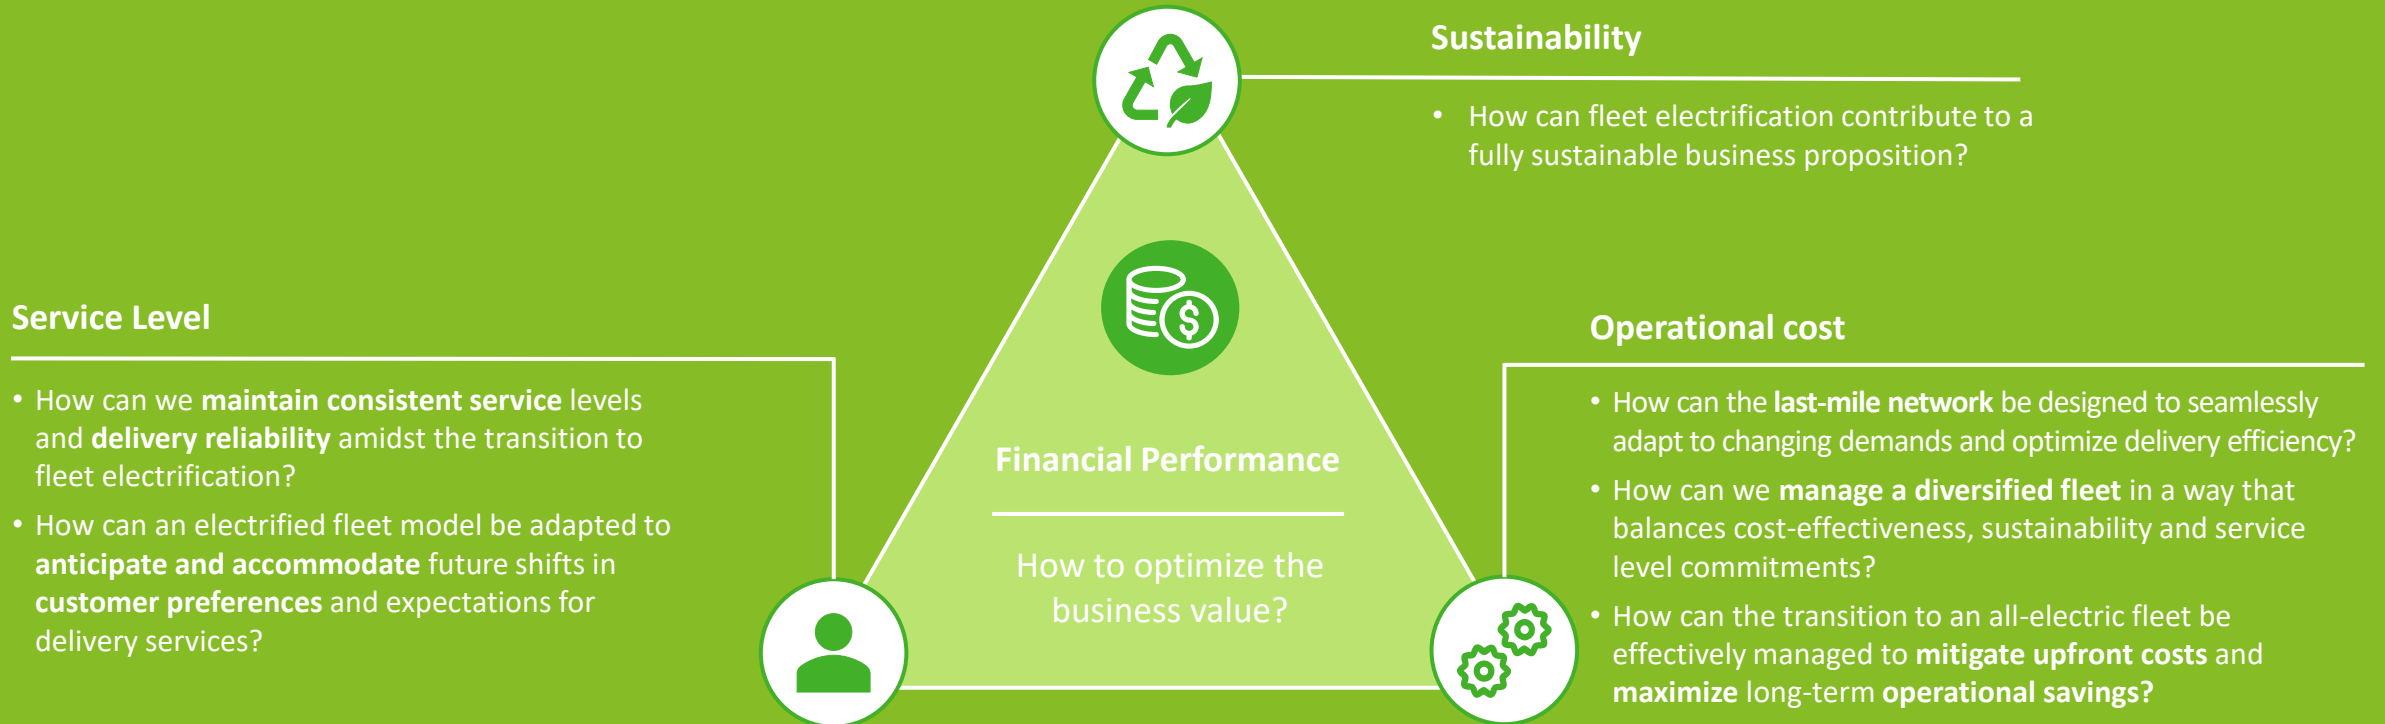 Sustainability
• How can fleet electrification contribute to a
fully sustainable business proposition?
Service Level
• How can we maintain consistent service levels
and delivery reliability amidst the transition to
fleet electrification?
• How can an electrified fleet model be adapted to
anticipate and accommodate future shifts in
customer preferences and expectations for
delivery services?
$
Financial Performance
How to optimize the
business value?
Operational cost
• How can the last-mile network be designed to seamlessly
adapt to changing demands and optimize delivery efficiency?
• How can we manage a diversified fleet in a way that
balances cost-effectiveness, sustainability and service
level commitments?
• How can the transition to an all-electric fleet be
effectively managed to mitigate upfront costs and
maximize long-term operational savings?